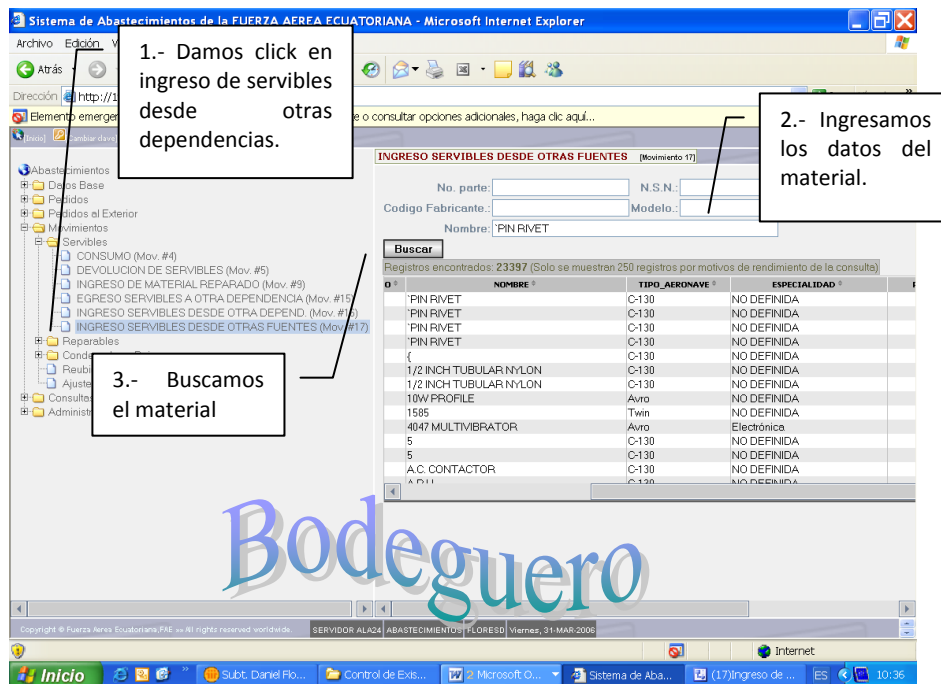 Sistema de Abastecimientos de la FUERZA AEREA ECUATORIANA - Microsoft Internet Explorer
Archivo Edición
Atrás
Dirección http://1
Elemento emergen
e o consultar opciones adicionales, haga clic aquí...
[Inicio] [Cambiar clave]
1.- Damos click en
ingreso de servibles
desde otras
dependencias.
2.- Ingresamos
los datos del
material.
3.- Buscamos
el material
Abastecimientos
Datos Base
Pedidos
Pedidos al Exterior
Movimientos
Servibles
CONSUMO (Mov. #4)
DEVOLUCION DE SERVIBLES (Mov. #5)
INGRESO DE MATERIAL REPARADO (Mov. #9)
EGRESO SERVIBLES A OTRA DEPENDENCIA (Mov. #15)
INGRESO SERVIBLES DESDE OTRA DEPEND. (Mov. #16)
INGRESO SERVIBLES DESDE OTRAS FUENTES (Mov. #17)
Reparables
Conde
Reubi
Ajuste
Consultas
Administr
INGRESO SERVIBLES DESDE OTRAS FUENTES [Movimiento 17]
No. parte: N.S.N.:
Codigo Fabricante.: Modelo.:
Nombre: `PIN RIVET
Buscar
Registros encontrados: 23397 (Solo se muestran 250 registros por motivos de rendimiento de la consulta)
O NOMBRE TIPO_AERONAVE ESPECIALIDAD
`PIN RIVET C-130 NO DEFINIDA
`PIN RIVET C-130 NO DEFINIDA
`PIN RIVET C-130 NO DEFINIDA
`PIN RIVET C-130 NO DEFINIDA
{ C-130 NO DEFINIDA
1/2 INCH TUBULAR NYLON C-130 NO DEFINIDA
1/2 INCH TUBULAR NYLON C-130 NO DEFINIDA
10W PROFILE Avro NO DEFINIDA
1585 Twin NO DEFINIDA
4047 MULTIVIBRATOR Avro Electrónica
5 C-130 NO DEFINIDA
5 C-130 NO DEFINIDA
A.C. CONTACTOR C-130 NO DEFINIDA
A.P.U. C-130 NO DEFINIDA
Bodeguero
Copyright © Fuerza Aerea Ecuatoriana,FAE »» All rights reserved worldwide. SERVIDOR ALA24 ABASTECIMIENTOS FLORESD Viernes, 31-MAR-2006
Internet
Inicio Subt. Daniel Flo... Control de Exis... 2 Microsoft O... Sistema de Aba... (17)Ingreso de ... ES 10:36